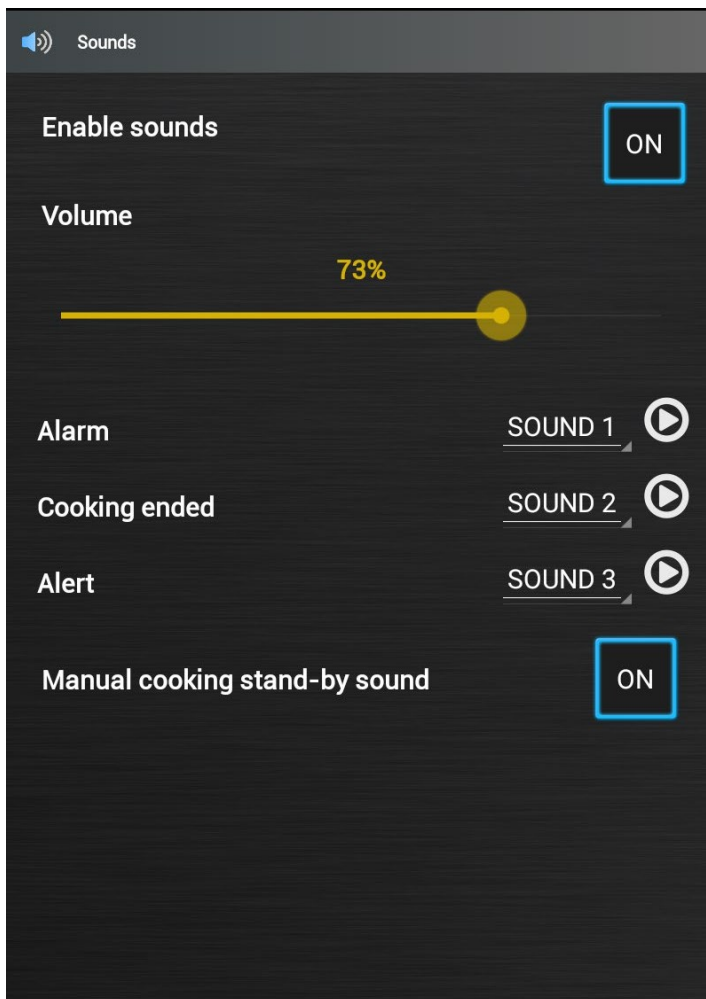 Sounds
Enable sounds ON
Volume
73%
Alarm SOUND 1
Cooking ended SOUND 2
Alert SOUND 3
Manual cooking stand-by sound ON